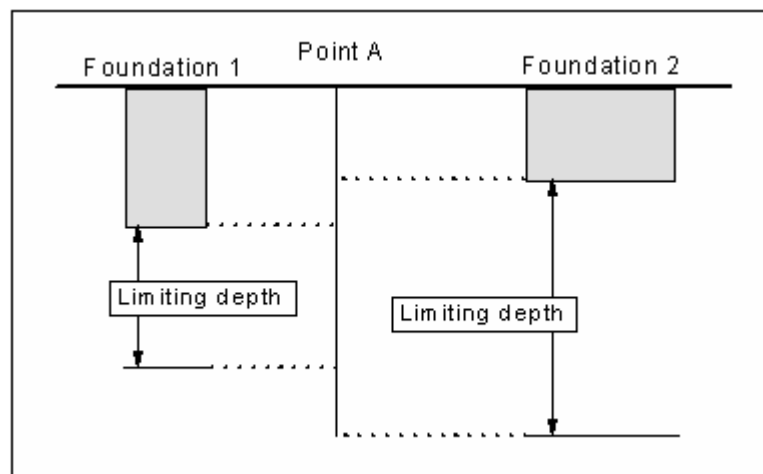 Point A
Foundation 1
Foundation 2
Limiting depth
Limiting depth